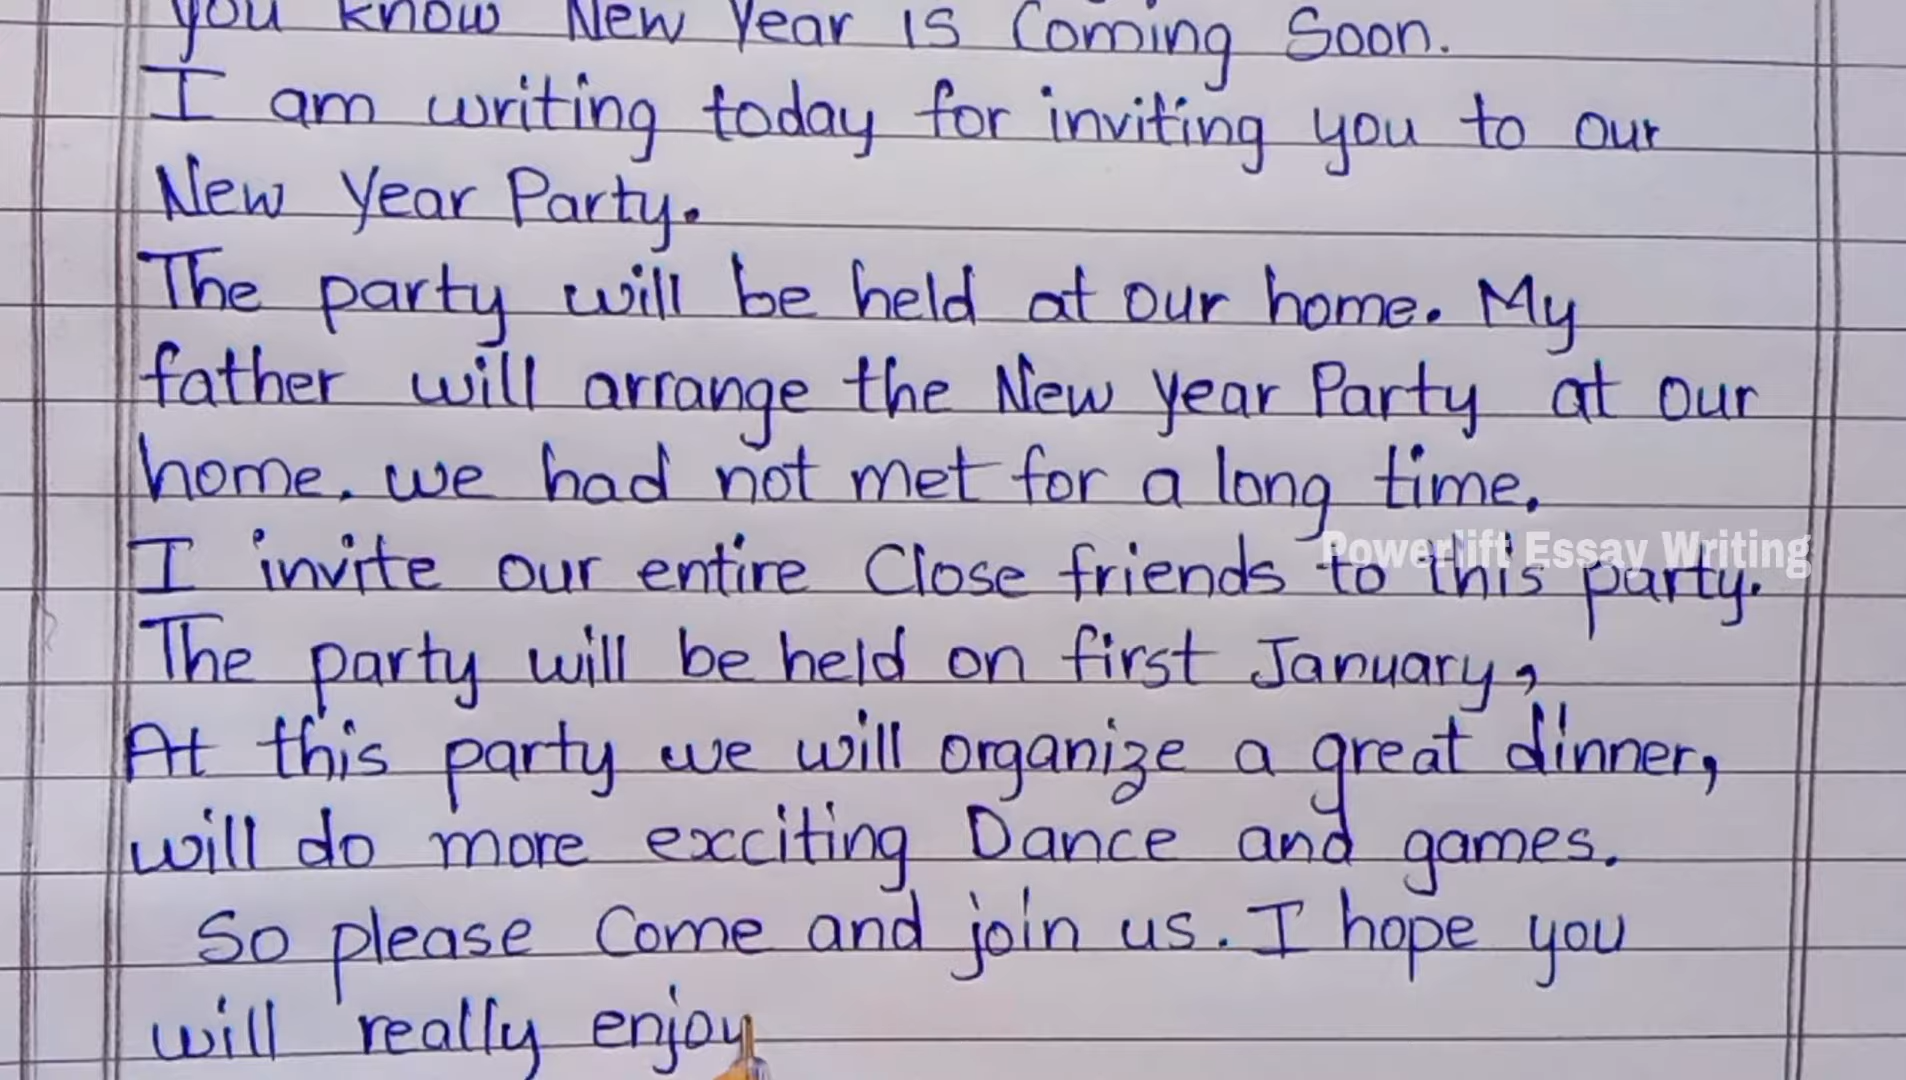 you know New Year is Coming Soon.
I am writing today for inviting you to our
New Year Party.
The party will be held at our home. My
father will arrange the New year Party at our
home. we had not met for a long time.
Powerlift Essay Writing
I invite our entire Close friends to this party.
The party will be held on first January,
At this party we will organize a great dinner,
will do more exciting Dance and games.
So please Come and join us. I hope you
will really enjoy